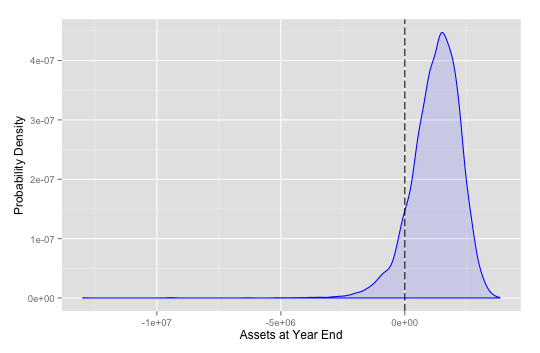 Probability Density
4e-07
3e-07
2e-07
1e-07
0e+00
-1e+07
-5e+06
0e+00
Assets at Year End